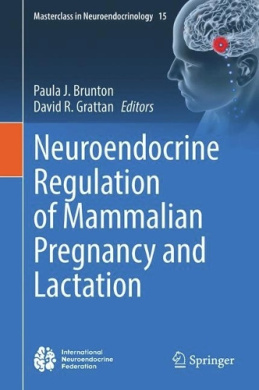 Masterclass in Neuroendocrinology 15
Paula J. Brunton
David R. Grattan Editors
Neuroendocrine
Regulation
of Mammalian
Pregnancy and
Lactation
International
Neuroendocrine
Federation
Springer